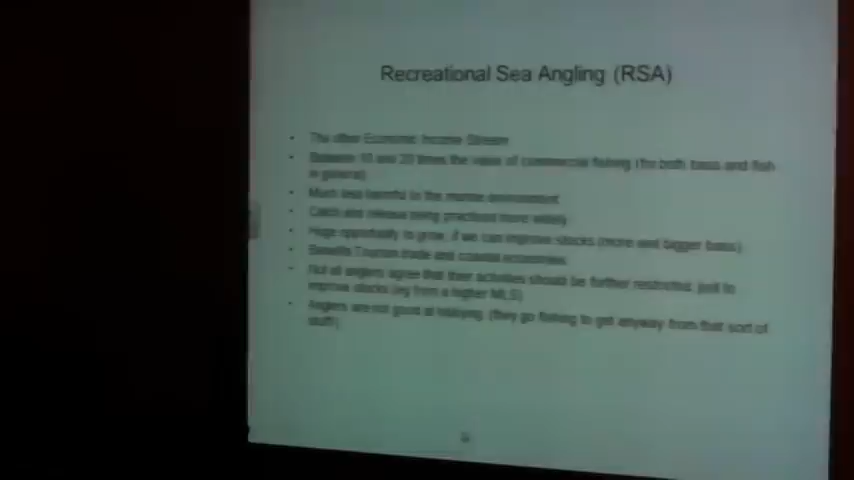 Recreational Sea Angling (RSA)
• The other Economic Income Stream
• Between 10 and 20 times the value of commercial fishing (for both bass and fish
in general)
• Much less harmful to the marine environment
• Catch and release being practised more widely
• Huge opportunity to grow, if we can improve stocks (more and bigger bass)
• Benefits Tourism trade and coastal economies
• Not all anglers agree that their activities should be further restricted, just to
improve stocks (eg from a higher MLS)
• Anglers are not good at lobbying (they go fishing to get anyway from that sort of
stuff)